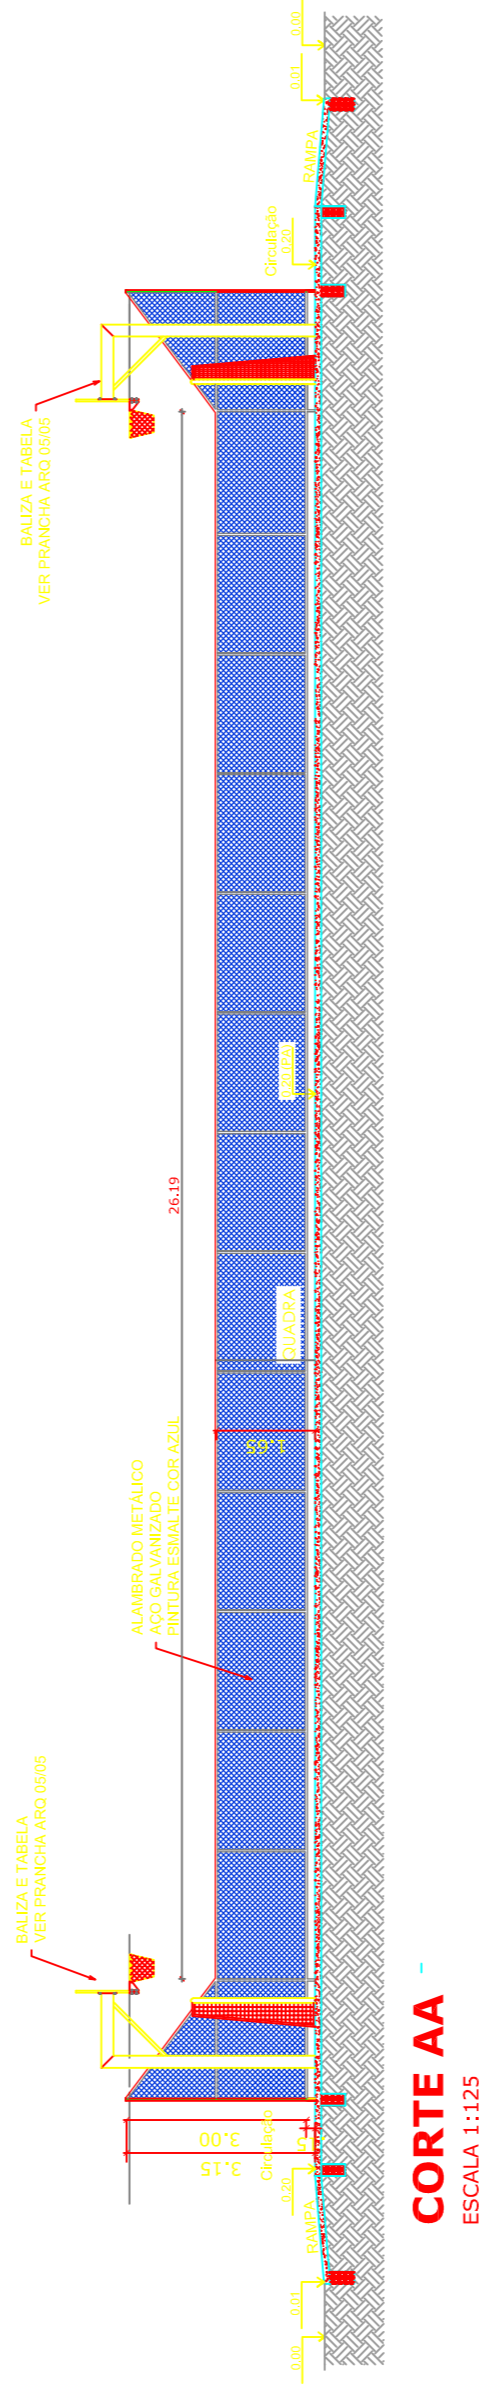 BALIZA E TABELA
VER PRANCHA ARQ 05/05
ALAMBRADO METÁLICO
AÇO GALVANIZADO
PINTURA ESMALTE COR AZUL
26.19
BALIZA E TABELA
VER PRANCHA ARQ 05/05
0.00
0.01
RAMPA
0.20
Circulação
3.15
3.00
1.65
QUADRA
0.20 (PA)
Circulação
0.20
RAMPA
0.01
0.00
CORTE AA
ESCALA 1:125